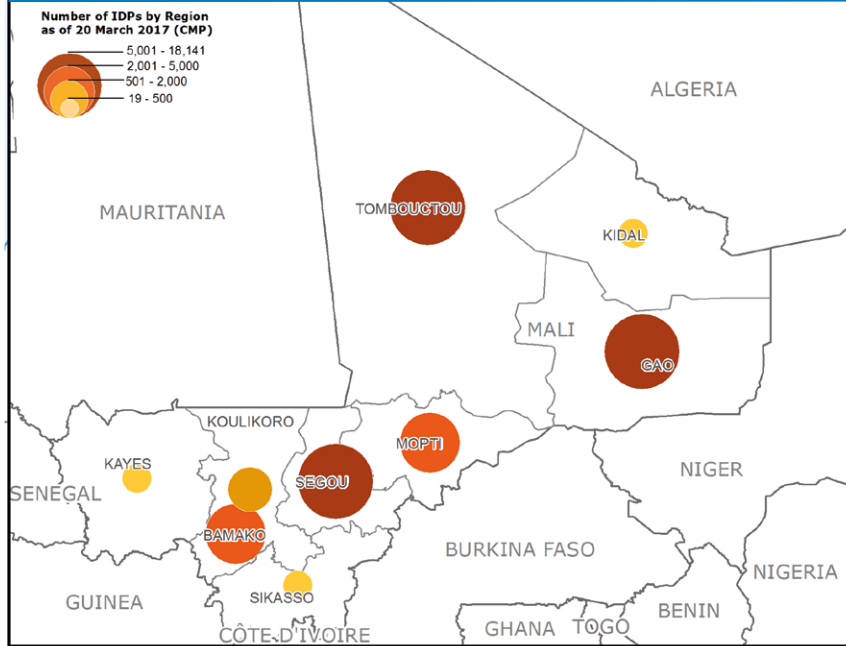 Number of IDPs by Region
as of 20 March 2017 (CMP)
5,001 - 18,141
2,001 - 5,000
501 - 2,000
19 - 500
ALGERIA
MAURITANIA
TOMBOUCTOU
KIDAL
MALI
GAO
KOULIKORO
MOPTI
KAYES
SEGOU
NIGER
SENEGAL
BAMAKO
BURKINA FASO
NIGERIA
SIKASSO
GUINEA
BENIN
CÔTE D'IVOIRE
GHANA
TOGO